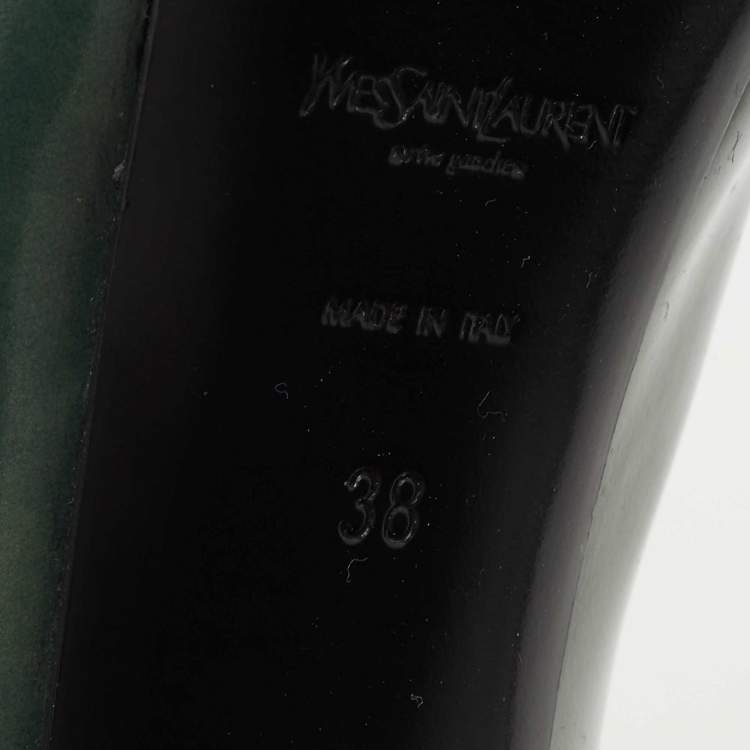 YVESSAINTLAURENT
rive gauche
MADE IN ITALY
38